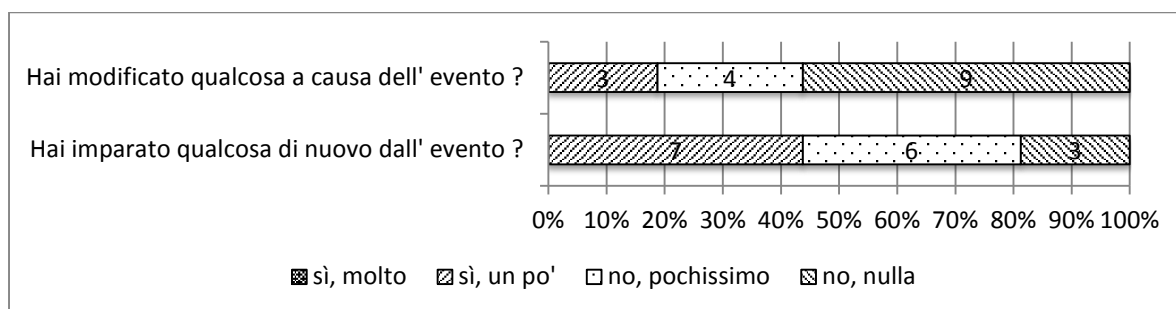 Hai modificato qualcosa a causa dell' evento ?
3 4 9
Hai imparato qualcosa di nuovo dall' evento ?
7 6 3
0% 10% 20% 30% 40% 50% 60% 70% 80% 90% 100%
sì, molto sì, un po' no, pochissimo no, nulla